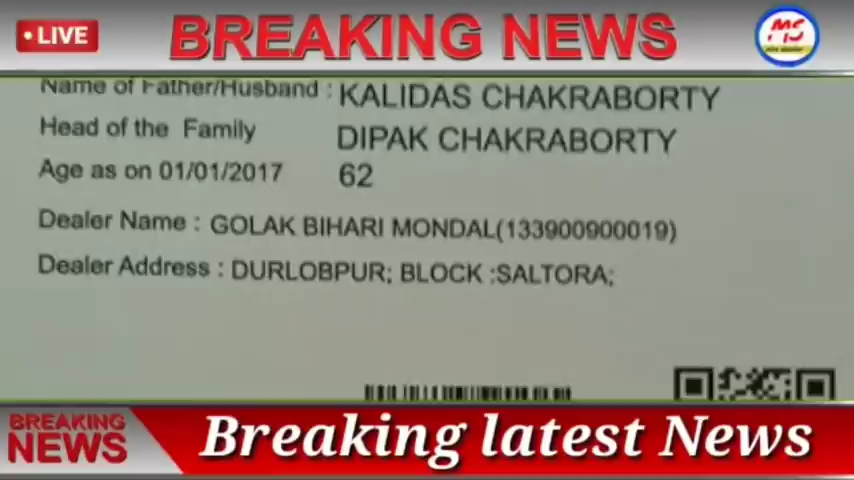 LIVE
BREAKING NEWS
MS
Name of Father/Husband : KALIDAS CHAKRABORTY
Head of the Family DIPAK CHAKRABORTY
Age as on 01/01/2017 62
Dealer Name : GOLAK BIHARI MONDAL(133900900019)
Dealer Address : DURLOBPUR; BLOCK :SALTORA;
BREAKING
NEWS
Breaking latest News